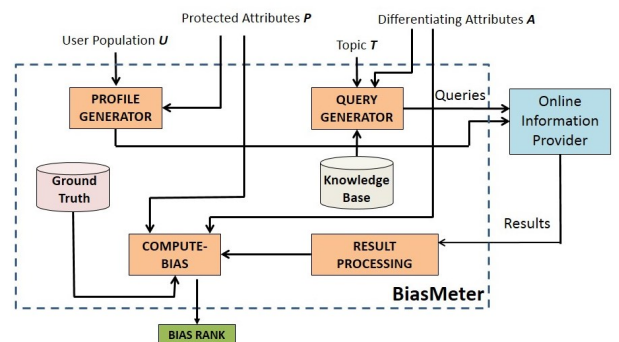 Protected Attributes P
Differentiating Attributes A
User Population U
Topic T
PROFILE
GENERATOR
QUERY
GENERATOR
Queries
Online
Information
Provider
Ground
Truth
Knowledge
Base
Results
COMPUTE-
BIAS
RESULT
PROCESSING
BiasMeter
BIAS RANK